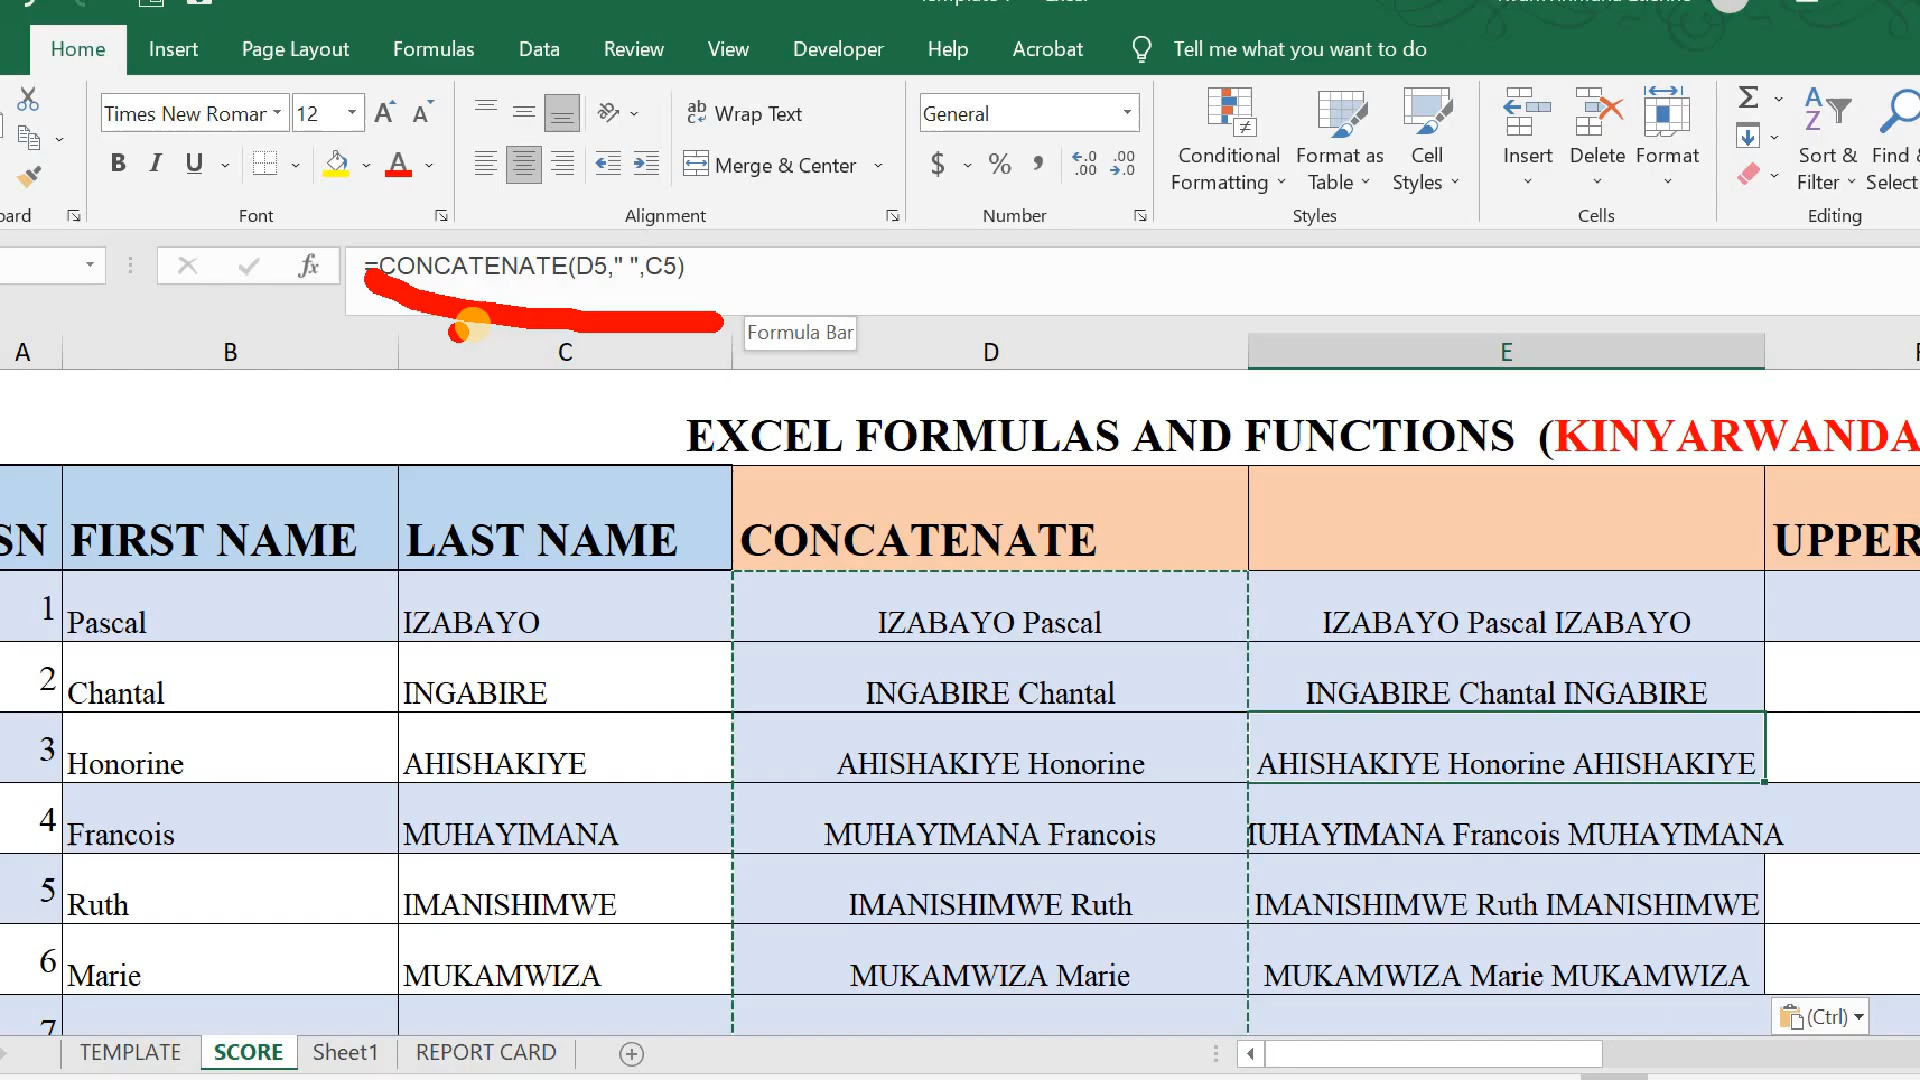 Home Insert Page Layout Formulas Data Review View Developer Help Acrobat Tell me what you want to do
Times New Romar 12 A A ab Wrap Text General
B I U A Merge & Center $ % Conditional Formatting Format as Table Cell Styles Insert Delete Format Sort & Filter Find & Select
Font Alignment Number Styles Cells Editing
fx =CONCATENATE(D5," ",C5)
Formula Bar
A B C D E
EXCEL FORMULAS AND FUNCTIONS (KINYARWANDA
SN FIRST NAME LAST NAME CONCATENATE UPPER
1 Pascal IZABAYO IZABAYO Pascal IZABAYO Pascal IZABAYO
2 Chantal INGABIRE INGABIRE Chantal INGABIRE Chantal INGABIRE
3 Honorine AHISHAKIYE AHISHAKIYE Honorine AHISHAKIYE Honorine AHISHAKIYE
4 Francois MUHAYIMANA MUHAYIMANA Francois MUHAYIMANA Francois MUHAYIMANA
5 Ruth IMANISHIMWE IMANISHIMWE Ruth IMANISHIMWE Ruth IMANISHIMWE
6 Marie MUKAMWIZA MUKAMWIZA Marie MUKAMWIZA Marie MUKAMWIZA
7
(Ctrl)
TEMPLATE SCORE Sheet1 REPORT CARD